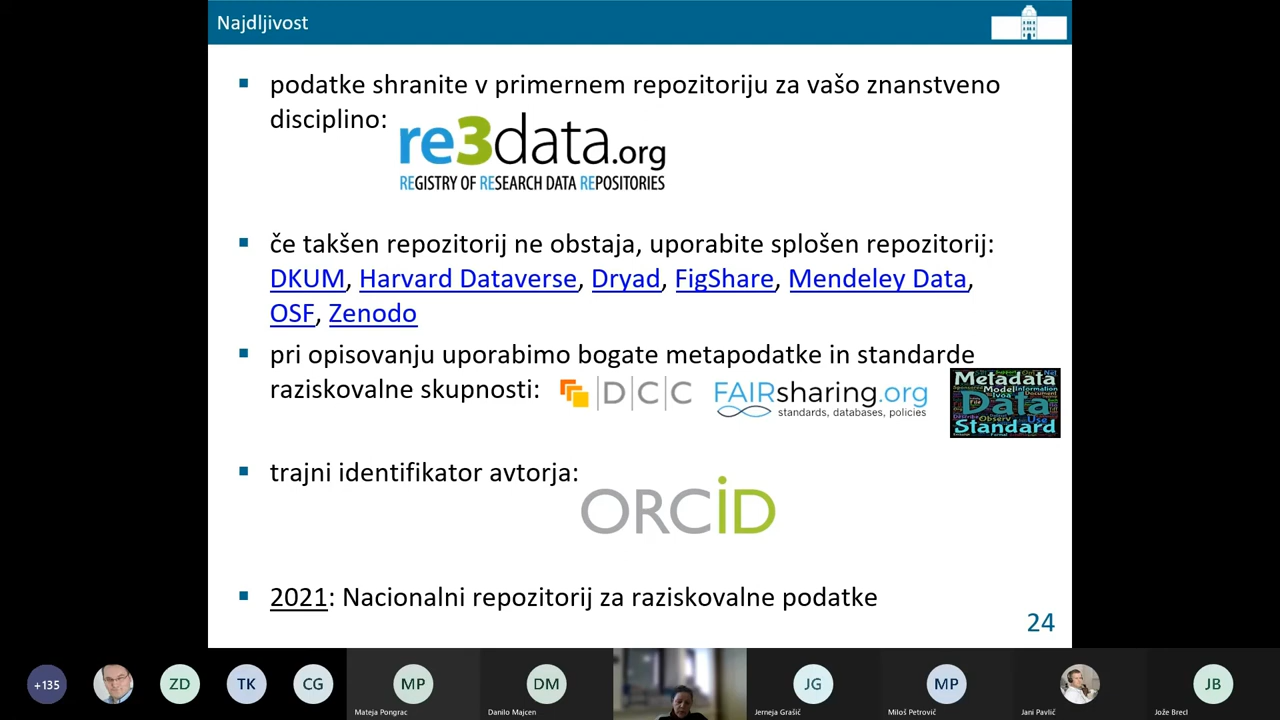 Najdljivost
podatke shranite v primernem repozitoriju za vašo znanstveno
disciplino:
re3data.org
REGISTRY OF RESEARCH DATA REPOSITORIES
če takšen repozitorij ne obstaja, uporabite splošen repozitorij:
DKUM, Harvard Dataverse, Dryad, FigShare, Mendeley Data,
OSF, Zenodo
pri opisovanju uporabimo bogate metapodatke in standarde
raziskovalne skupnosti:
DCC
FAIRsharing.org
standards, databases, policies
Metadata
Model Information
Data
Standard
trajni identifikator avtorja:
ORCiD
2021: Nacionalni repozitorij za raziskovalne podatke
24
+135
ZD
TK
CG
MP
Mateja Pongrac
DM
Danilo Majcen
JG
Jerneja Grašič
MP
Miloš Petrovič
Jani Pavlič
JB
Jože Brecl